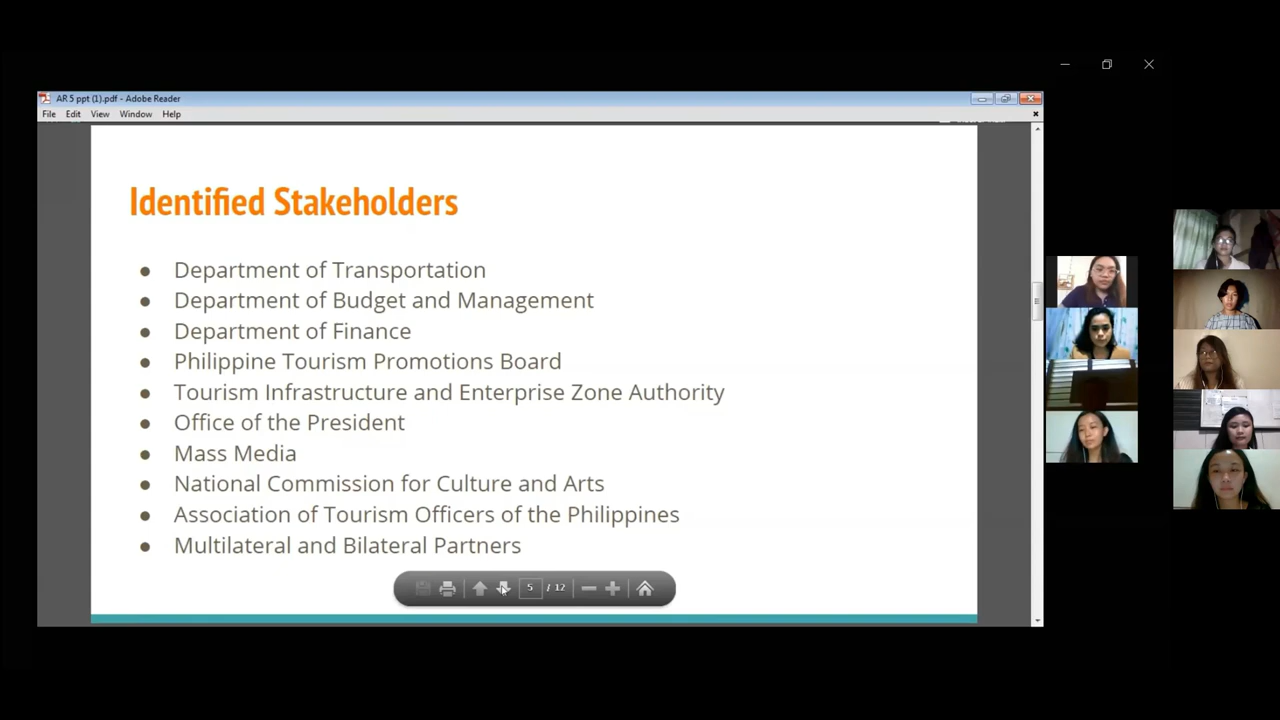 AR 5 ppt (1).pdf - Adobe Reader
File Edit View Window Help
Identified Stakeholders
● Department of Transportation
● Department of Budget and Management
● Department of Finance
● Philippine Tourism Promotions Board
● Tourism Infrastructure and Enterprise Zone Authority
● Office of the President
● Mass Media
● National Commission for Culture and Arts
● Association of Tourism Officers of the Philippines
● Multilateral and Bilateral Partners
5 / 12